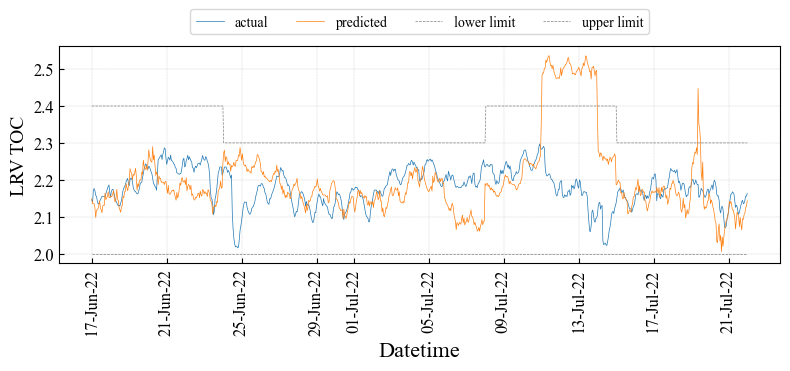 actual predicted lower limit upper limit
LRV TOC
2.5
2.4
2.3
2.2
2.1
2.0
17-Jun-22 21-Jun-22 25-Jun-22 29-Jun-22 01-Jul-22 05-Jul-22 09-Jul-22 13-Jul-22 17-Jul-22 21-Jul-22
Datetime